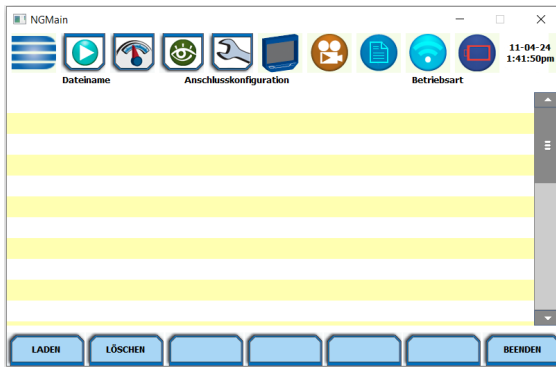 NGMain
11-04-24
1:41:50pm
Dateiname Anschlusskonfiguration Betriebsart
LADEN LÖSCHEN BEENDEN